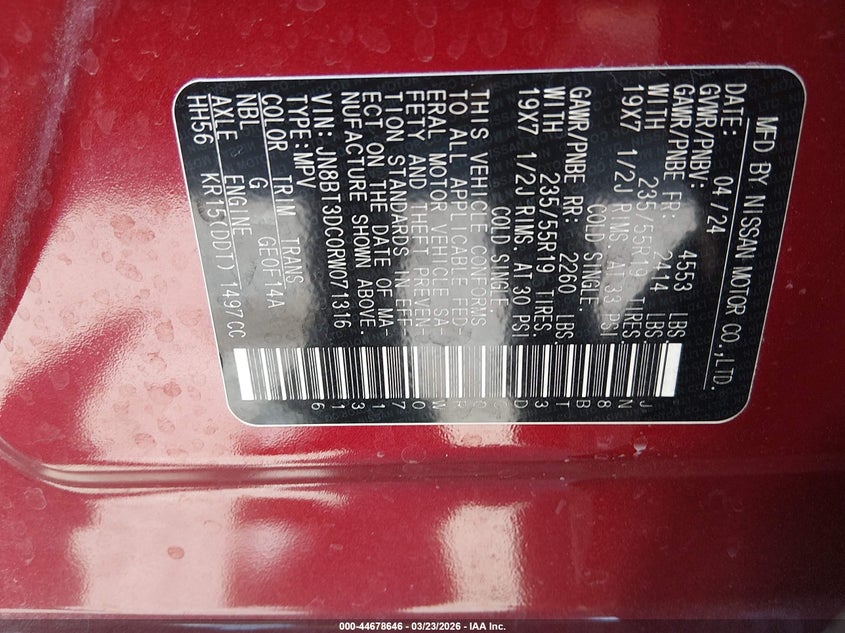 MFD BY NISSAN MOTOR CO.,LTD.
DATE: 04/24
GVWR/PNBV: 4553 LBS.
GAWR/PNBE FR: 2414 LBS
WITH 235/55R19 TIRES
19X7 1/2J RIMS. AT 33 PSI
COLD SINGLE.
GAWR/PNBE RR: 2260 LBS
WITH 235/55R19 TIRES.
19X7 1/2J RIMS. AT 30 PSI
COLD SINGLE.
THIS VEHICLE CONFORMS
TO ALL APPLICABLE FED-
ERAL MOTOR VEHICLE SA-
FETY AND THEFT PREVEN-
TION STANDARDS IN EFF-
ECT ON THE DATE OF MA-
NUFACTURE SHOWN ABOVE
VIN: JN8BT3DC0RW071316
TYPE:MPV
COLOR TRIM TRANS
NBL G GE0F14A
AXLE ENGINE
HH56 KR15(DDT) 1497CC
JN8BT3DC0RW071316
000-44678646 - 03/23/2026 - IAA Inc.